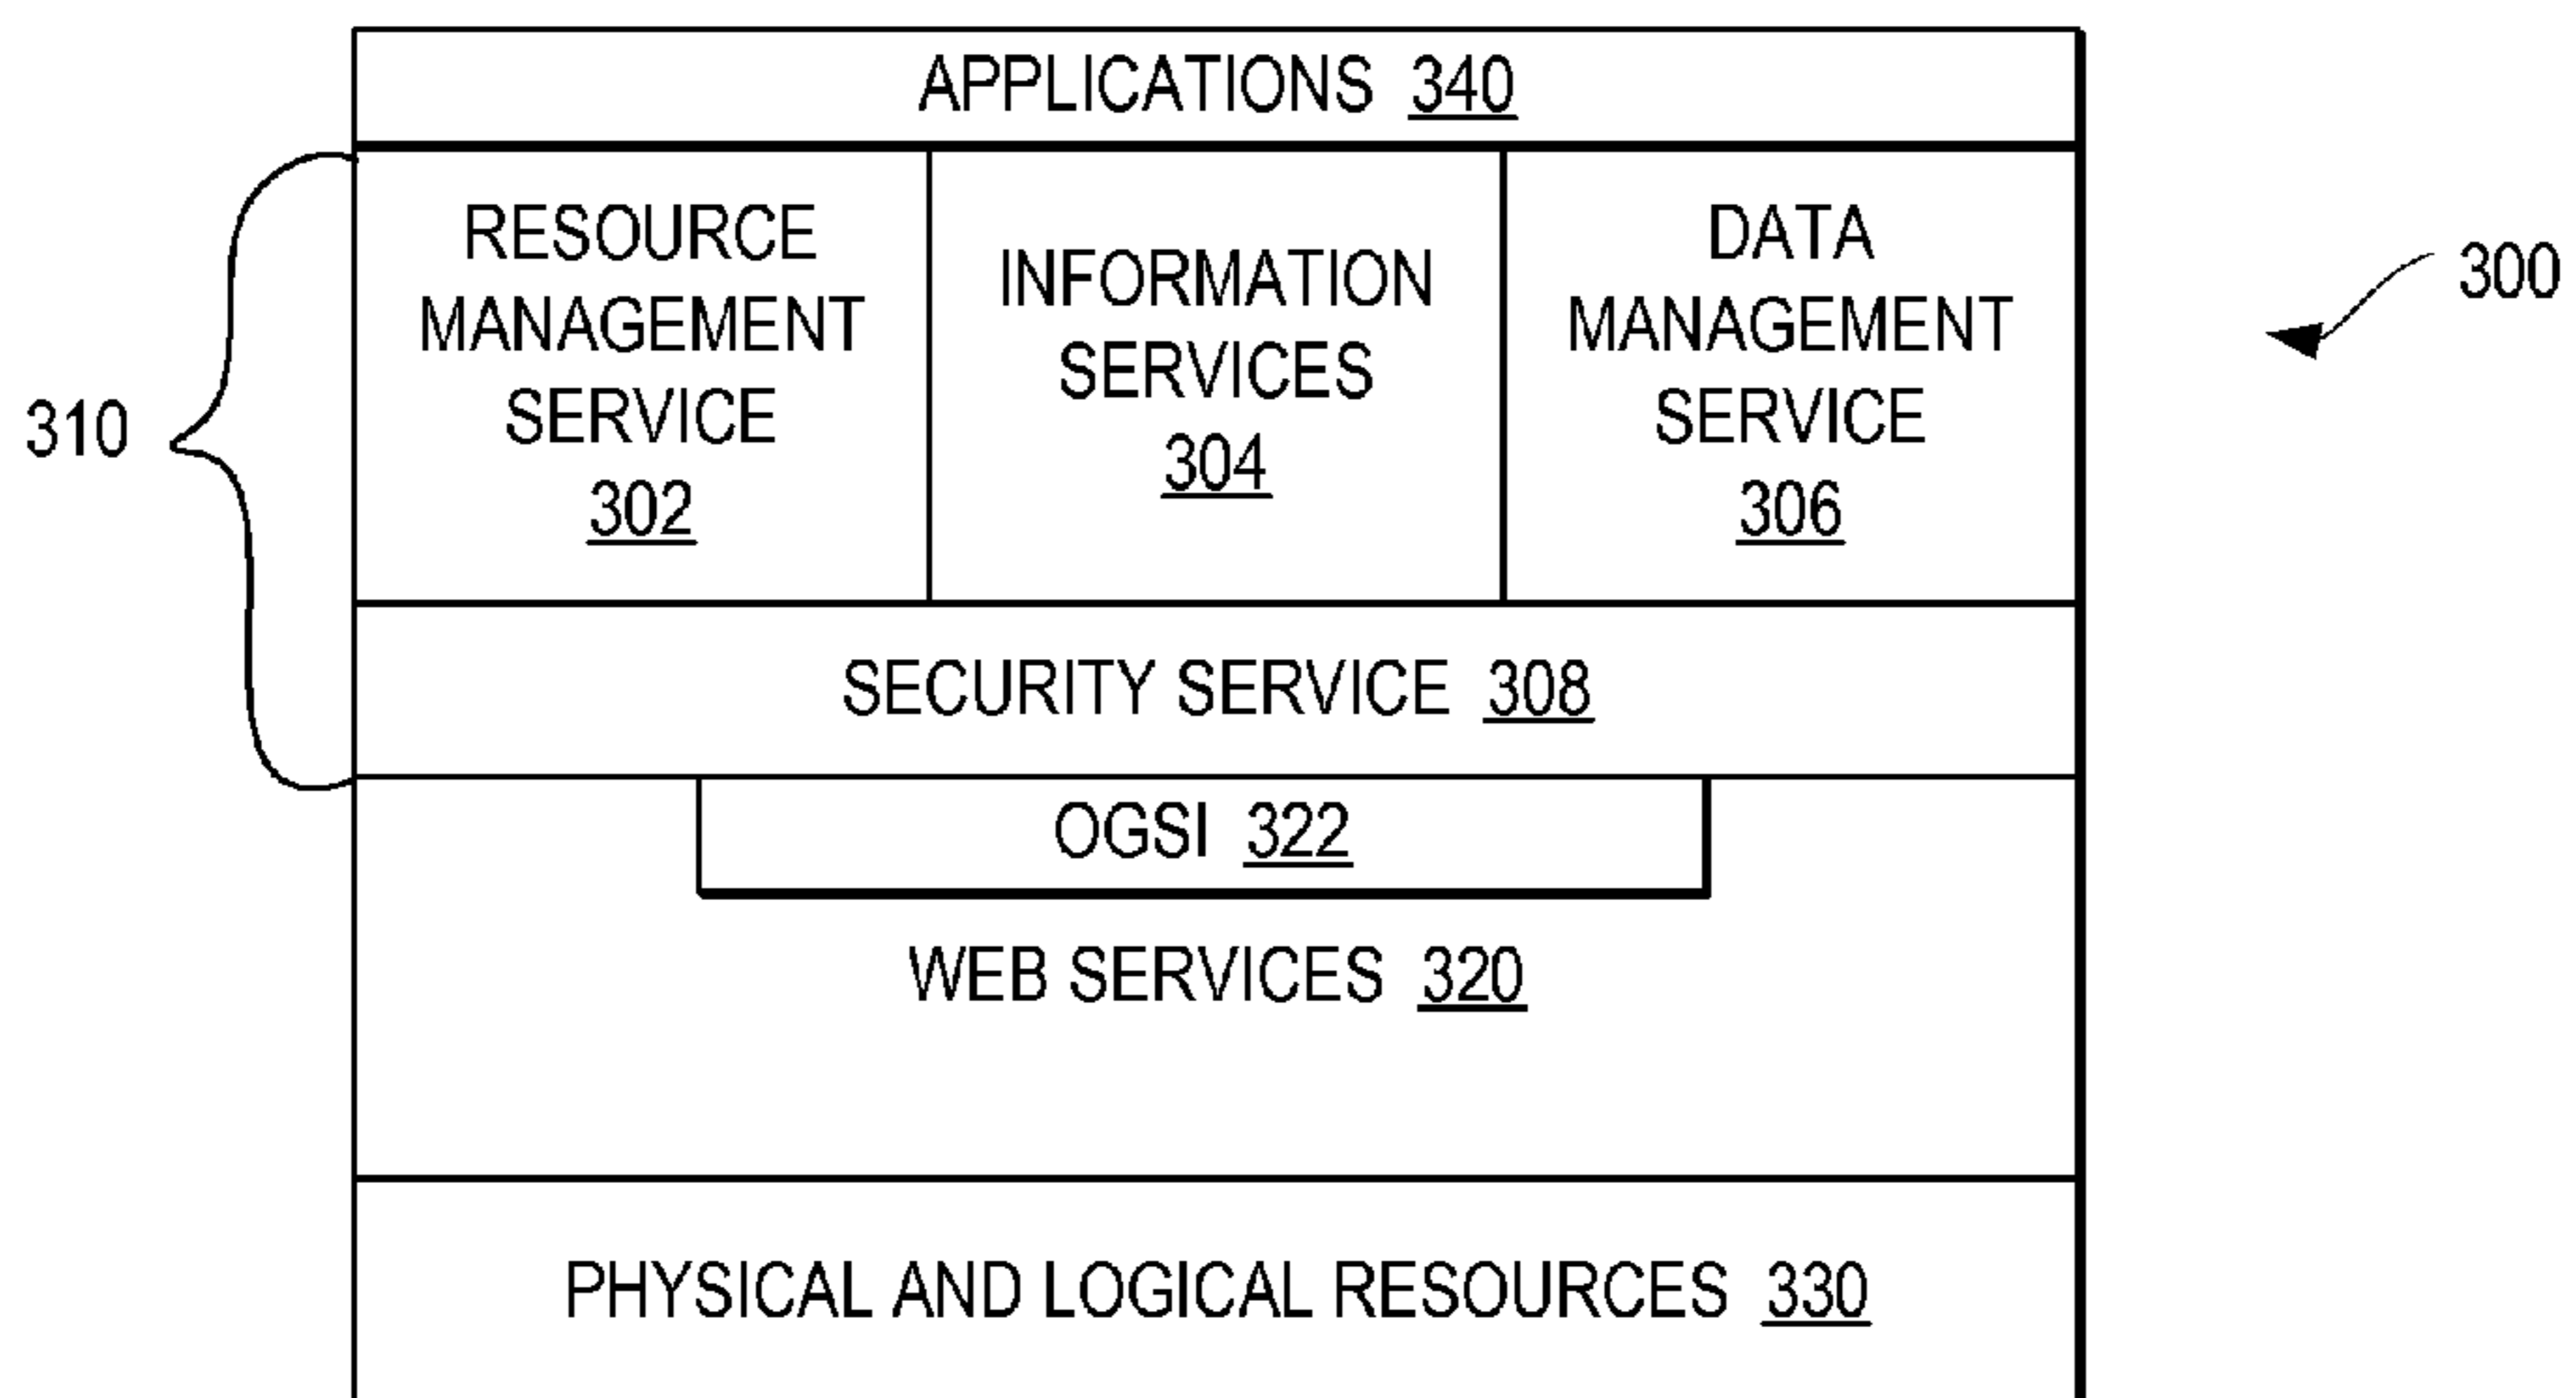 APPLICATIONS 340
RESOURCE
MANAGEMENT
SERVICE
302
INFORMATION
SERVICES
304
DATA
MANAGEMENT
SERVICE
306
300
310
SECURITY SERVICE 308
OGSI 322
WEB SERVICES 320
PHYSICAL AND LOGICAL RESOURCES 330